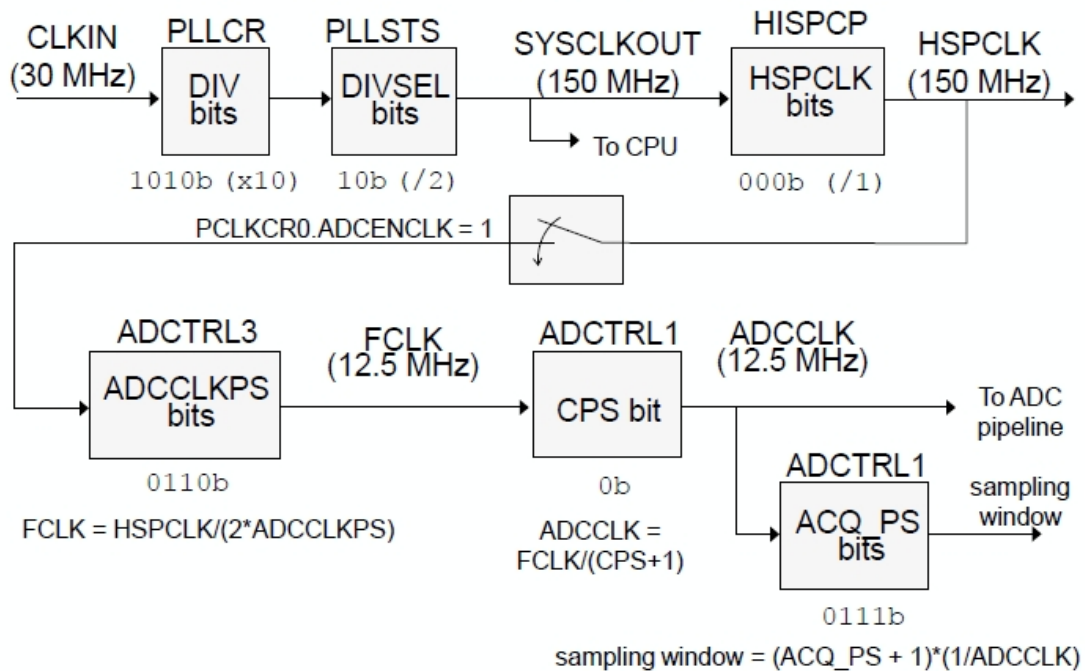 CLKIN
(30 MHz)
PLLCR
DIV
bits
1010b (x10)
PLLSTS
DIVSEL
bits
10b (/2)
SYSCLKOUT
(150 MHz)
To CPU
HISPCP
HSPCLK
bits
000b (/1)
HSPCLK
(150 MHz)
PCLKCR0.ADCENCLK = 1
ADCTRL3
ADCCLKPS
bits
0110b
FCLK = HSPCLK/(2*ADCCLKPS)
FCLK
(12.5 MHz)
ADCTRL1
CPS bit
0b
ADCCLK =
FCLK/(CPS+1)
ADCCLK
(12.5 MHz)
To ADC
pipeline
ADCTRL1
ACQ_PS
bits
0111b
sampling
window
sampling window = (ACQ_PS + 1)*(1/ADCCLK)